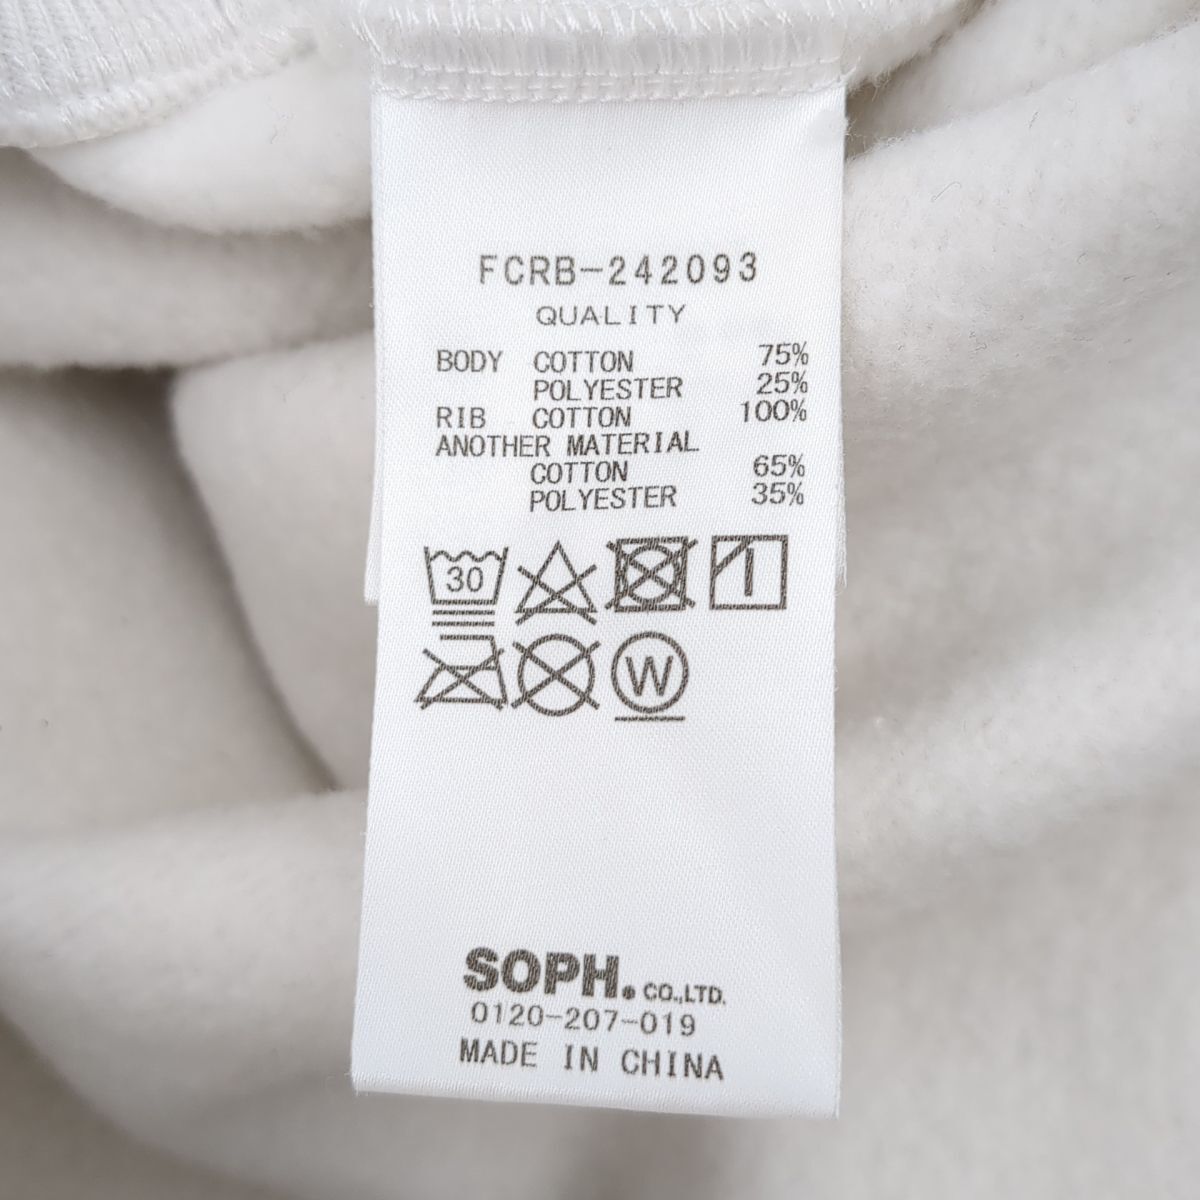 FCRB-242093
QUALITY
BODY COTTON 75%
POLYESTER 25%
RIB COTTON 100%
ANOTHER MATERIAL
COTTON 65%
POLYESTER 35%
30
W
SOPH. CO.,LTD.
0120-207-019
MADE IN CHINA